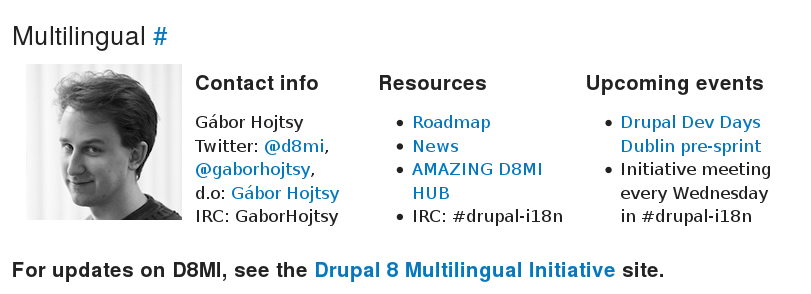 Multilingual #
Contact info
Gábor Hojtsy
Twitter: @d8mi,
@gaborhojtsy,
d.o: Gábor Hojtsy
IRC: GaborHojtsy
Resources
• Roadmap
• News
• AMAZING D8MI
HUB
• IRC: #drupal-i18n
Upcoming events
• Drupal Dev Days
Dublin pre-sprint
• Initiative meeting
every Wednesday
in #drupal-i18n
For updates on D8MI, see the Drupal 8 Multilingual Initiative site.